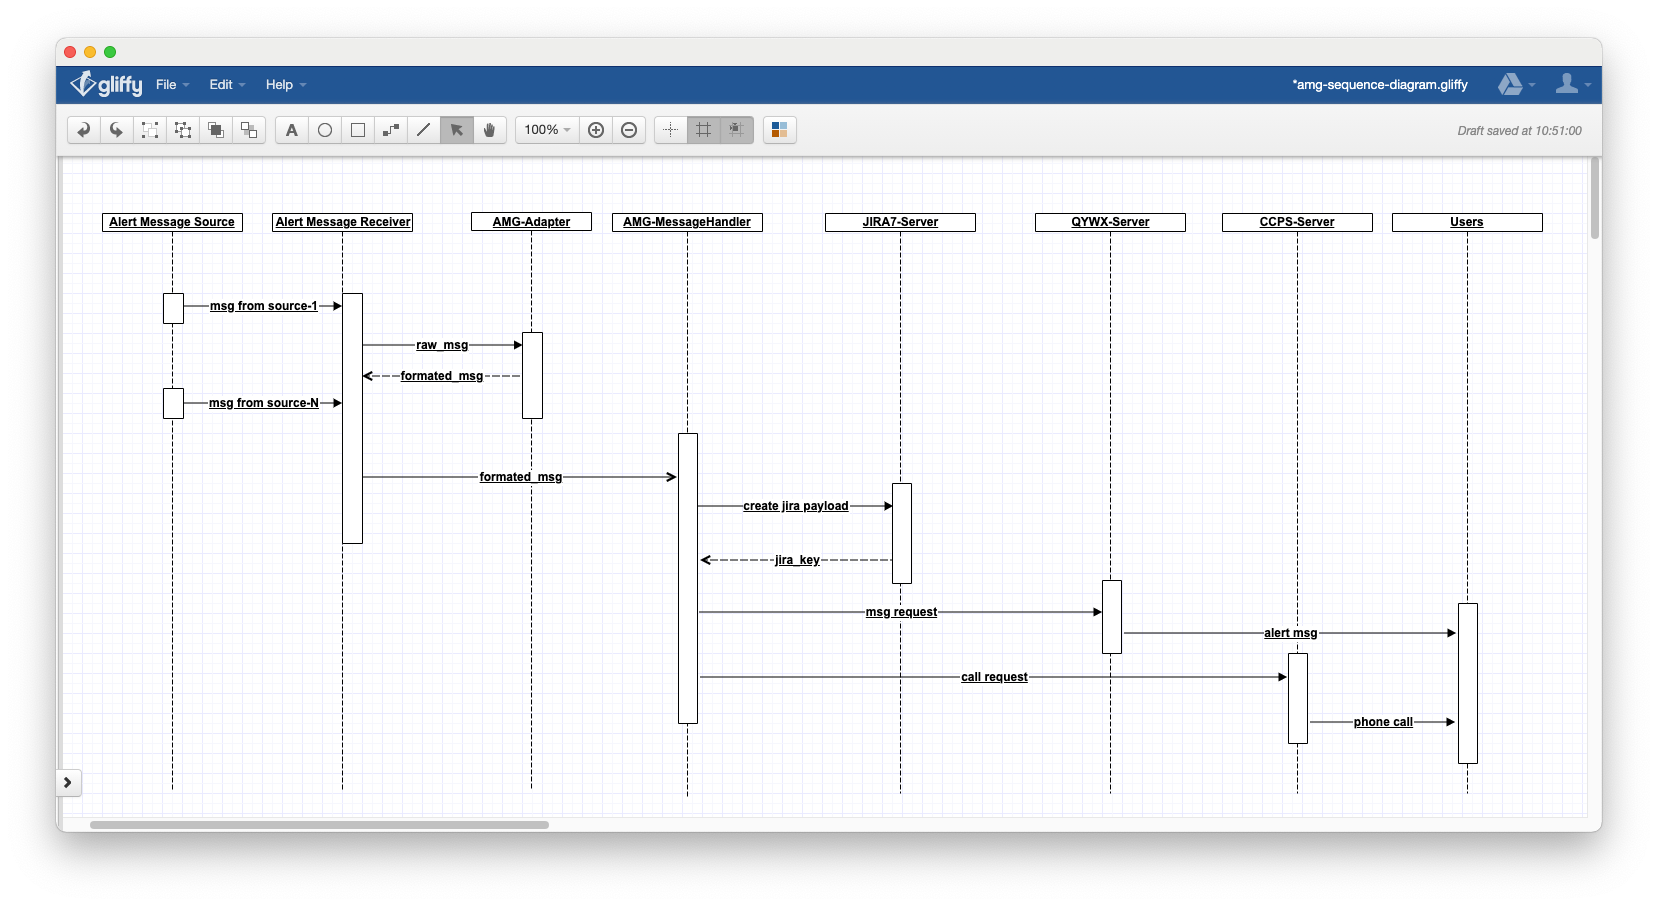 gliffy File Edit Help *amg-sequence-diagram.gliffy
A 100% Draft saved at 10:51:00
Alert Message Source Alert Message Receiver AMG-Adapter AMG-MessageHandler JIRA7-Server QYWX-Server CCPS-Server Users
msg from source-1
raw_msg
formated_msg
msg from source-N
formated_msg
create jira payload
jira_key
msg request
alert msg
call request
phone call